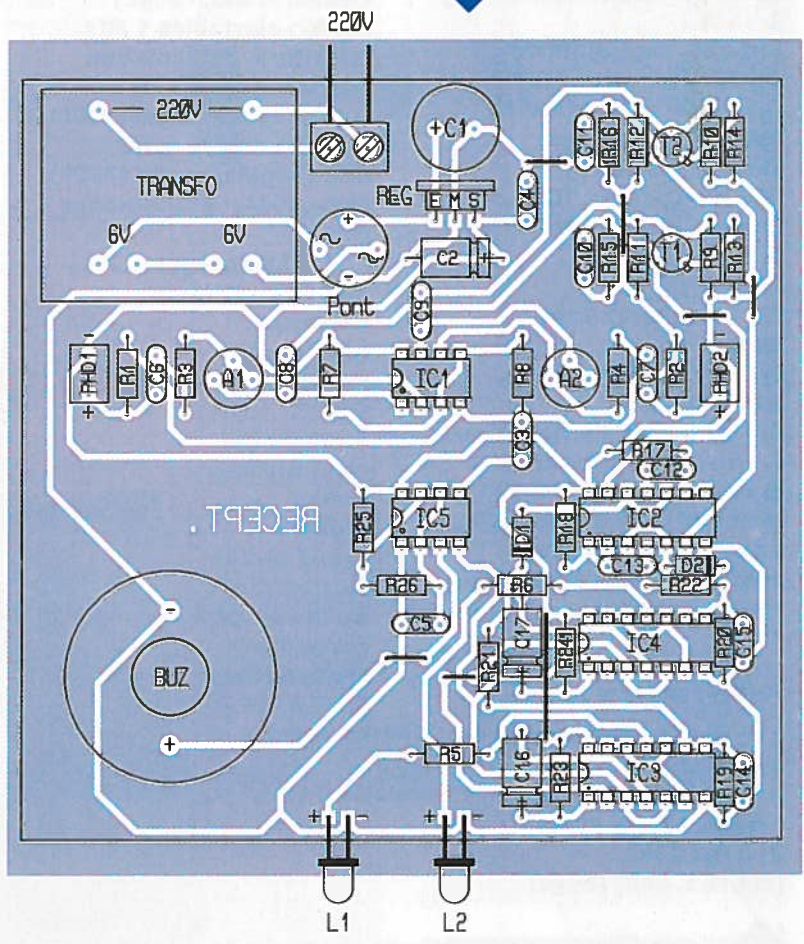 220V
220V
TRANSFO
6V 6V
+C1
REG
E M S
C4
C2
+
+
-
Pont
C11 R16 R12 T2 R10 R14
C10 R15 R11 T1 R9 R13
C9
- PHD1 +
R1 C6 R3 A1 C8 R7 IC1 R8 A2 R4 C7 R2
- PHD2 +
C3
R17
C12
RECEPT.
R25 IC5 D1 R18 IC2
C13 D2
R26 R6 R22
C5
C17
R21 R24 IC4 R20 C15
-
BUZ
+
R5 C16 R23 IC3 R19 C14
+ - + -
L1 L2